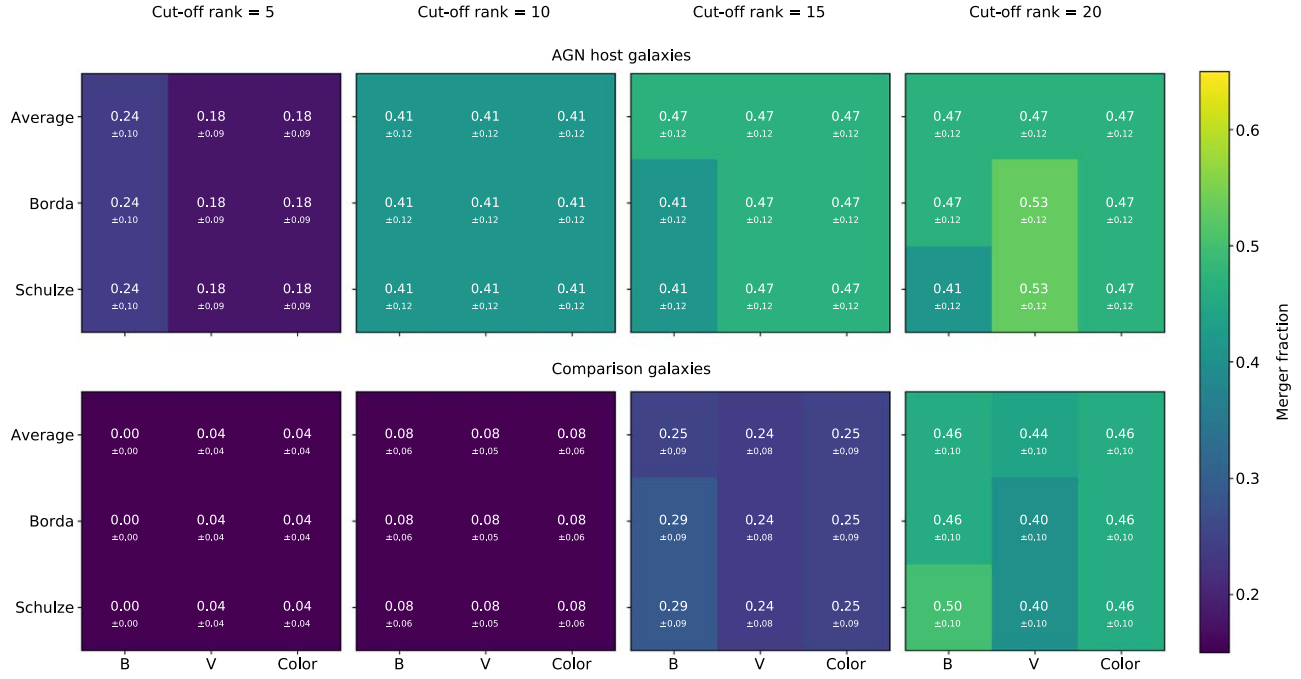 Cut-off rank = 5 Cut-off rank = 10 Cut-off rank = 15 Cut-off rank = 20
AGN host galaxies
Average 0.24 0.18 0.18 0.41 0.41 0.41 0.47 0.47 0.47 0.47 0.47 0.47
±0,10 ±0,09 ±0,09 ±0,12 ±0,12 ±0,12 ±0,12 ±0,12 ±0,12 ±0,12 ±0,12 ±0,12
Borda 0.24 0.18 0.18 0.41 0.41 0.41 0.41 0.47 0.47 0.47 0.53 0.47
±0,10 ±0,09 ±0,09 ±0,12 ±0,12 ±0,12 ±0,12 ±0,12 ±0,12 ±0,12 ±0,12 ±0,12
Schulze 0.24 0.18 0.18 0.41 0.41 0.41 0.41 0.47 0.47 0.41 0.53 0.47
±0,10 ±0,09 ±0,09 ±0,12 ±0,12 ±0,12 ±0,12 ±0,12 ±0,12 ±0,12 ±0,12 ±0,12
Comparison galaxies
Average 0.00 0.04 0.04 0.08 0.08 0.08 0.25 0.24 0.25 0.46 0.44 0.46
±0,00 ±0,04 ±0,04 ±0,06 ±0,05 ±0,06 ±0,09 ±0,08 ±0,09 ±0,10 ±0,10 ±0,10
Borda 0.00 0.04 0.04 0.08 0.08 0.08 0.29 0.24 0.25 0.46 0.40 0.46
±0,00 ±0,04 ±0,04 ±0,06 ±0,05 ±0,06 ±0,09 ±0,08 ±0,09 ±0,10 ±0,10 ±0,10
Schulze 0.00 0.04 0.04 0.08 0.08 0.08 0.29 0.24 0.25 0.50 0.40 0.46
±0,00 ±0,04 ±0,04 ±0,06 ±0,05 ±0,06 ±0,09 ±0,08 ±0,09 ±0,10 ±0,10 ±0,10
B V Color B V Color B V Color B V Color
0.6
0.5
0.4
0.3
0.2
Merger fraction